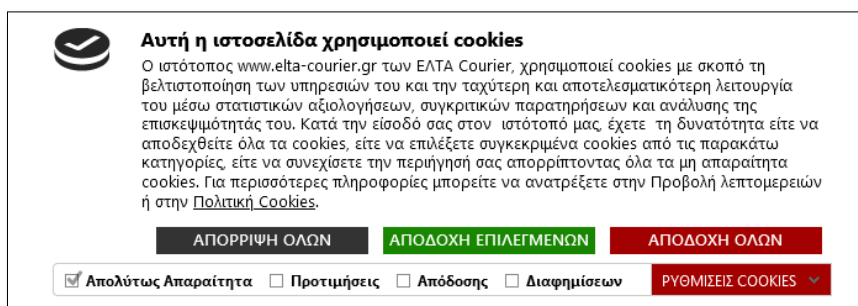 Αυτή η ιστοσελίδα χρησιμοποιεί cookies
Ο ιστότοπος www.elta-courier.gr των ΕΛΤΑ Courier, χρησιμοποιεί cookies με σκοπό τη
βελτιστοποίηση των υπηρεσιών του και την ταχύτερη και αποτελεσματικότερη λειτουργία
του μέσω στατιστικών αξιολογήσεων, συγκριτικών παρατηρήσεων και ανάλυσης της
επισκεψιμότητάς του. Κατά την είσοδό σας στον ιστότοπό μας, έχετε τη δυνατότητα είτε να
αποδεχθείτε όλα τα cookies, είτε να επιλέξετε συγκεκριμένα cookies από τις παρακάτω
κατηγορίες, είτε να συνεχίσετε την περιήγησή σας απορρίπτοντας όλα τα μη απαραίτητα
cookies. Για περισσότερες πληροφορίες μπορείτε να ανατρέξετε στην Προβολή λεπτομερειών
ή στην Πολιτική Cookies.
ΑΠΟΡΡΙΨΗ ΟΛΩΝ ΑΠΟΔΟΧΗ ΕΠΙΛΕΓΜΕΝΩΝ ΑΠΟΔΟΧΗ ΟΛΩΝ
Απολύτως Απαραίτητα Προτιμήσεις Απόδοσης Διαφημίσεων ΡΥΘΜΙΣΕΙΣ COOKIES